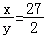 x/y = 27/2